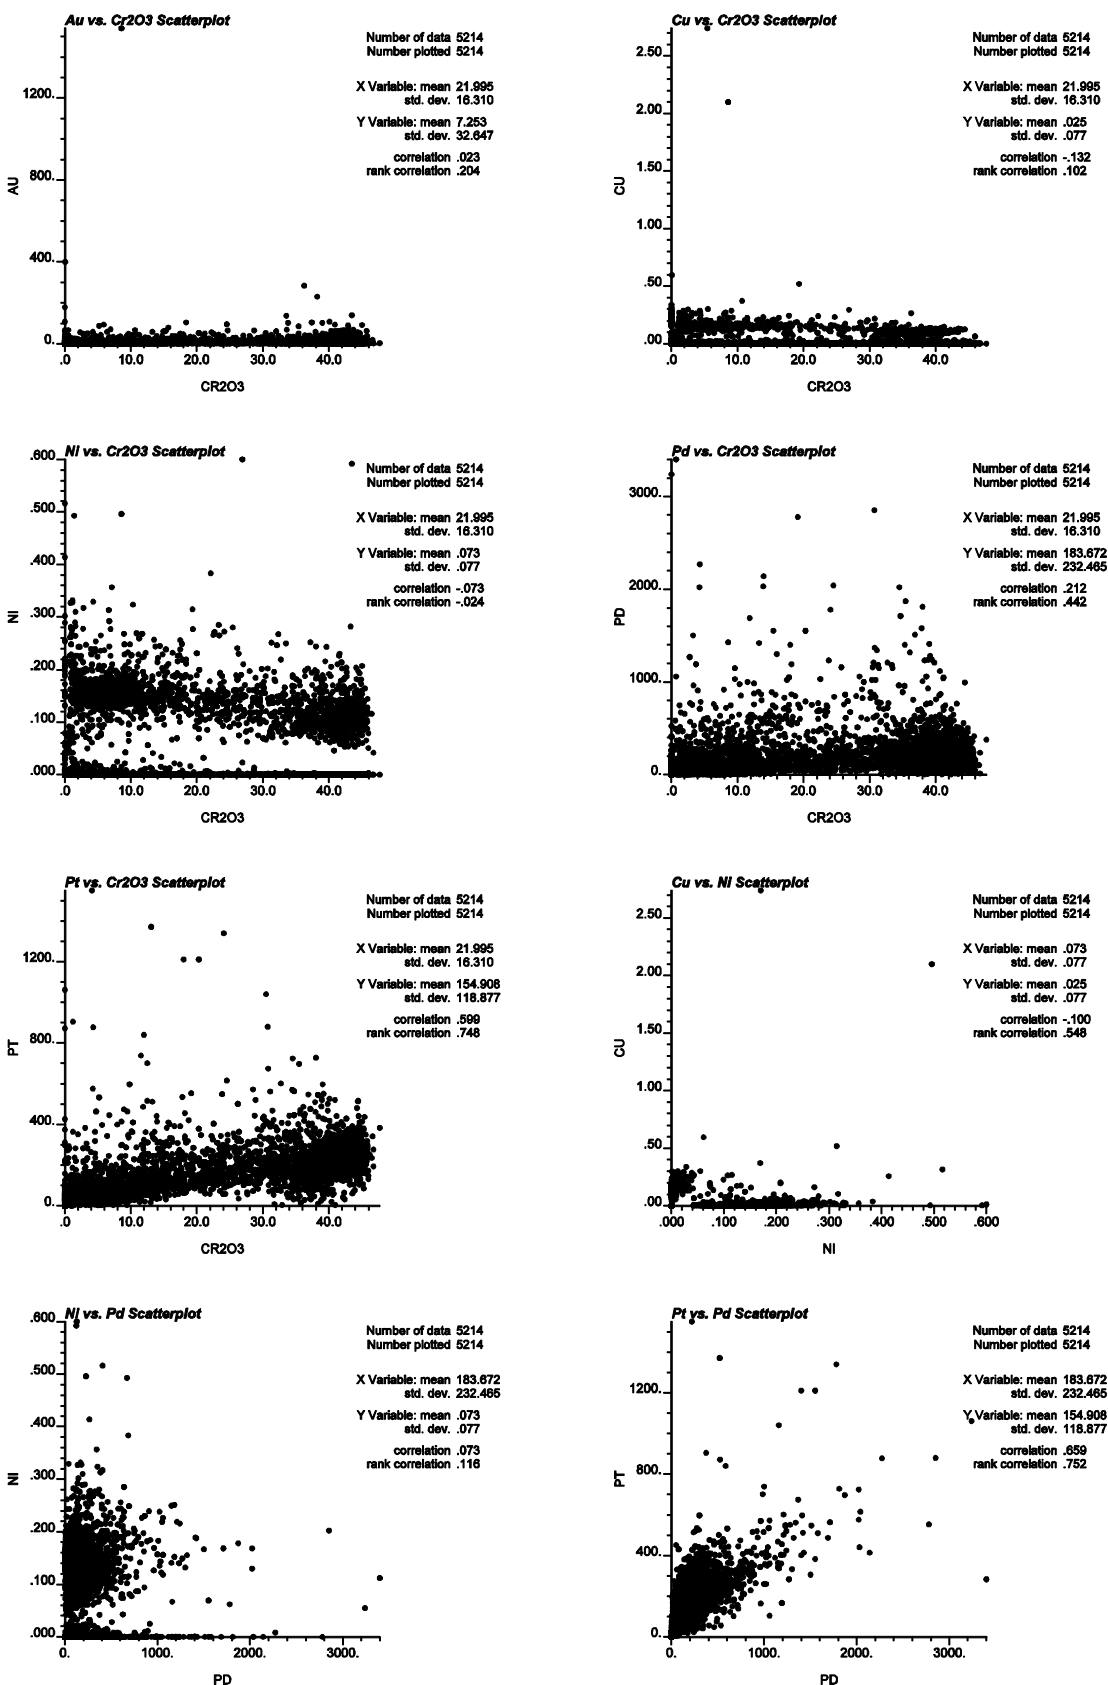 Au vs. Cr2O3 Scatterplot
Number of data 5214
Number plotted 5214
X Variable: mean 21.995
std. dev. 16.310
Y Variable: mean 7.253
std. dev. 32.647
correlation .023
rank correlation .204
AU
1200.
800.
400.
0.
.0 10.0 20.0 30.0 40.0
CR2O3
Cu vs. Cr2O3 Scatterplot
Number of data 5214
Number plotted 5214
X Variable: mean 21.995
std. dev. 16.310
Y Variable: mean .025
std. dev. .077
correlation -.132
rank correlation .102
CU
2.50
2.00
1.50
1.00
.50
.00
.0 10.0 20.0 30.0 40.0
CR2O3
Ni vs. Cr2O3 Scatterplot
Number of data 5214
Number plotted 5214
X Variable: mean 21.995
std. dev. 16.310
Y Variable: mean .073
std. dev. .077
correlation -.073
rank correlation -.024
NI
.600
.500
.400
.300
.200
.100
.000
.0 10.0 20.0 30.0 40.0
CR2O3
Pd vs. Cr2O3 Scatterplot
Number of data 5214
Number plotted 5214
X Variable: mean 21.995
std. dev. 16.310
Y Variable: mean 183.672
std. dev. 232.465
correlation .212
rank correlation .442
PD
3000.
2000.
1000.
0.
.0 10.0 20.0 30.0 40.0
CR2O3
Pt vs. Cr2O3 Scatterplot
Number of data 5214
Number plotted 5214
X Variable: mean 21.995
std. dev. 16.310
Y Variable: mean 154.908
std. dev. 118.877
correlation .599
rank correlation .748
PT
1200.
800.
400.
0.
.0 10.0 20.0 30.0 40.0
CR2O3
Cu vs. Ni Scatterplot
Number of data 5214
Number plotted 5214
X Variable: mean .073
std. dev. .077
Y Variable: mean .025
std. dev. .077
correlation -.100
rank correlation .548
CU
2.50
2.00
1.50
1.00
.50
.00
.000 .100 .200 .300 .400 .500 .600
NI
Ni vs. Pd Scatterplot
Number of data 5214
Number plotted 5214
X Variable: mean 183.672
std. dev. 232.465
Y Variable: mean .073
std. dev. .077
correlation .073
rank correlation .116
NI
.600
.500
.400
.300
.200
.100
.000
0. 1000. 2000. 3000.
PD
Pt vs. Pd Scatterplot
Number of data 5214
Number plotted 5214
X Variable: mean 183.672
std. dev. 232.465
Y Variable: mean 154.908
std. dev. 118.877
correlation .659
rank correlation .752
PT
1200.
800.
400.
0.
0. 1000. 2000. 3000.
PD